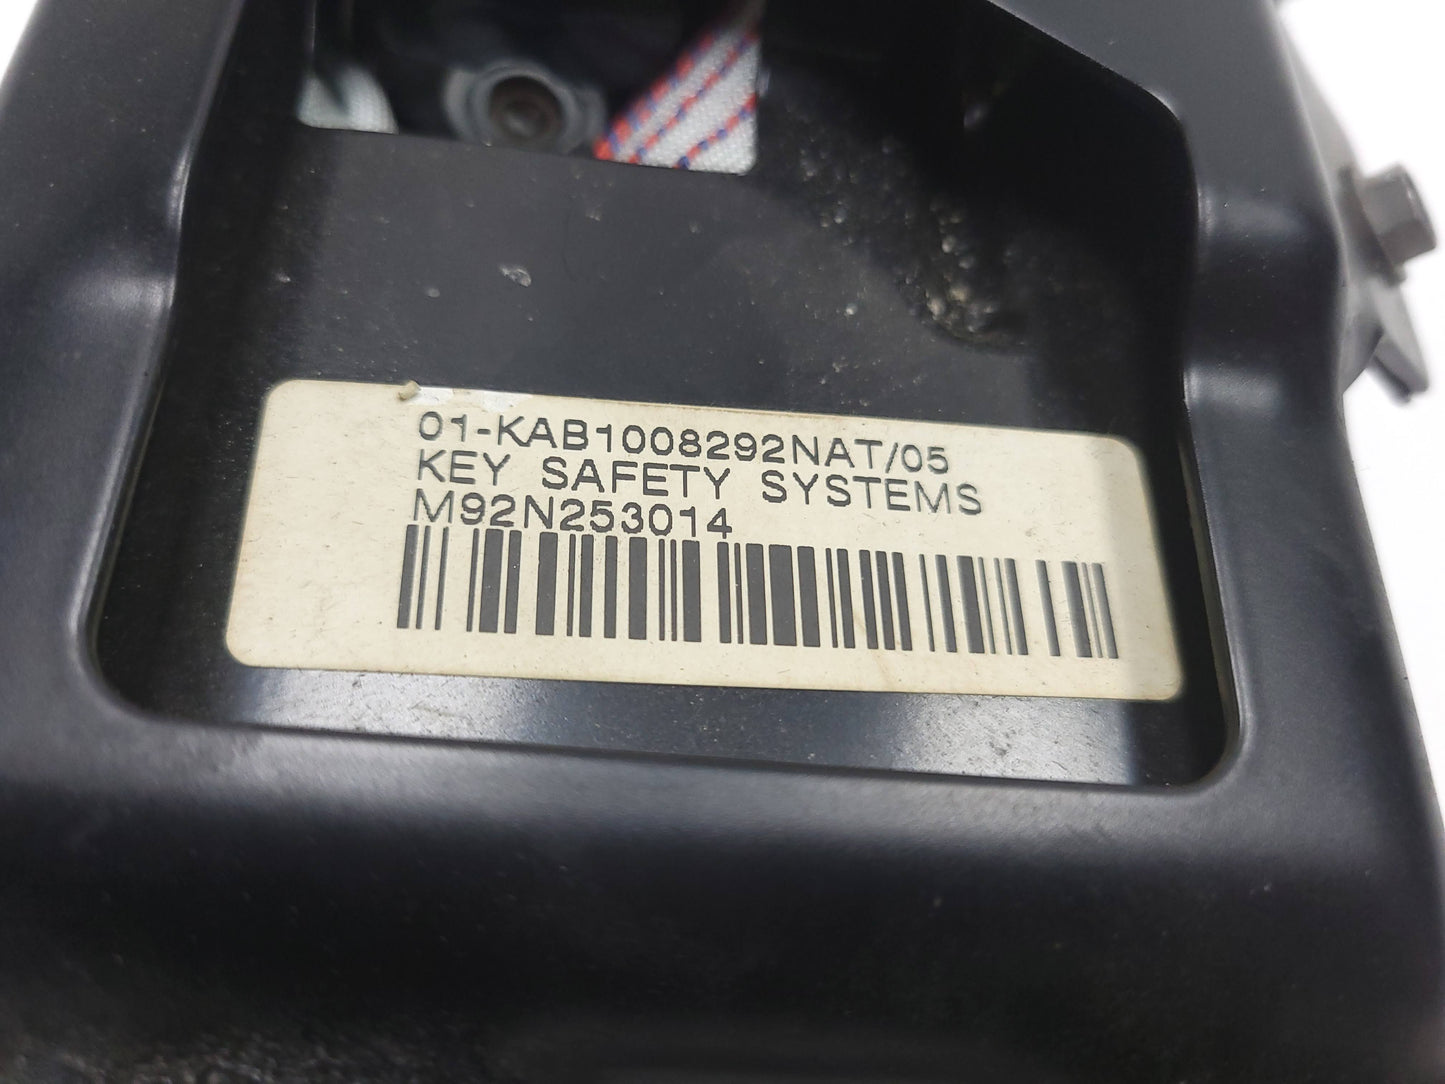 01-KAB1008292NAT/05
KEY SAFETY SYSTEMS
M92N253014